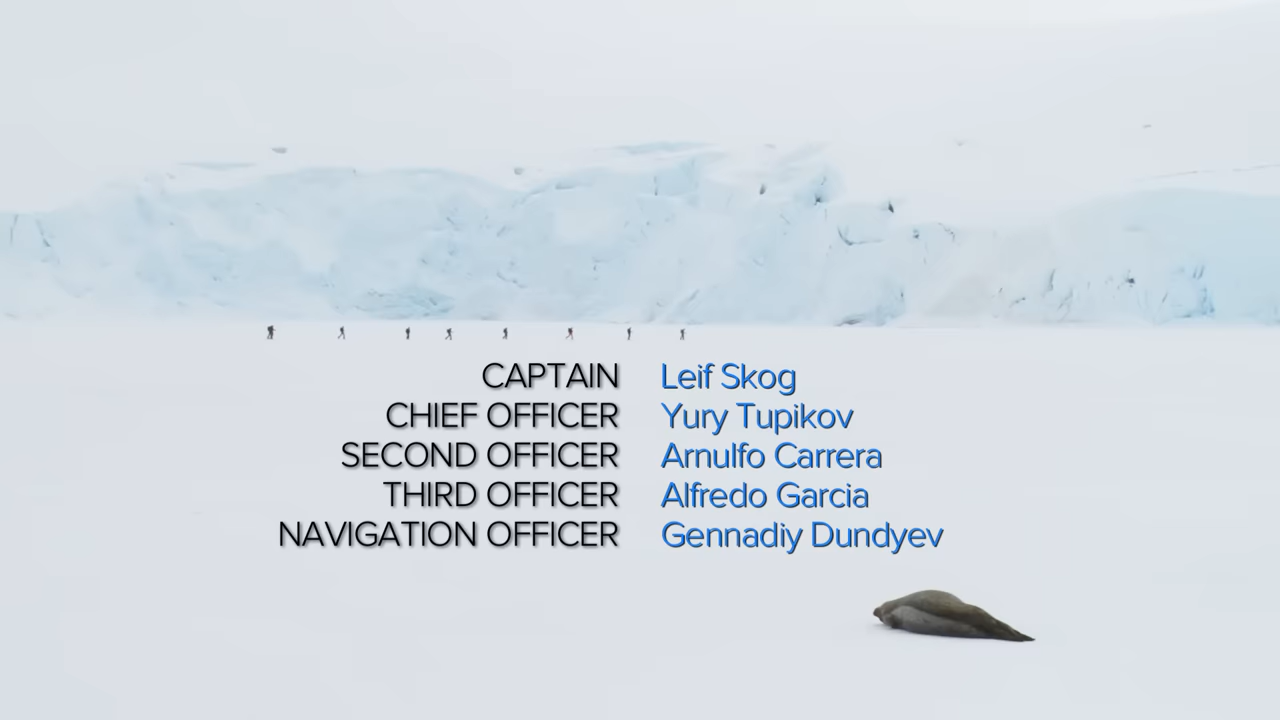 CAPTAIN Leif Skog
CHIEF OFFICER Yury Tupikov
SECOND OFFICER Arnulfo Carrera
THIRD OFFICER Alfredo Garcia
NAVIGATION OFFICER Gennadiy Dundyev